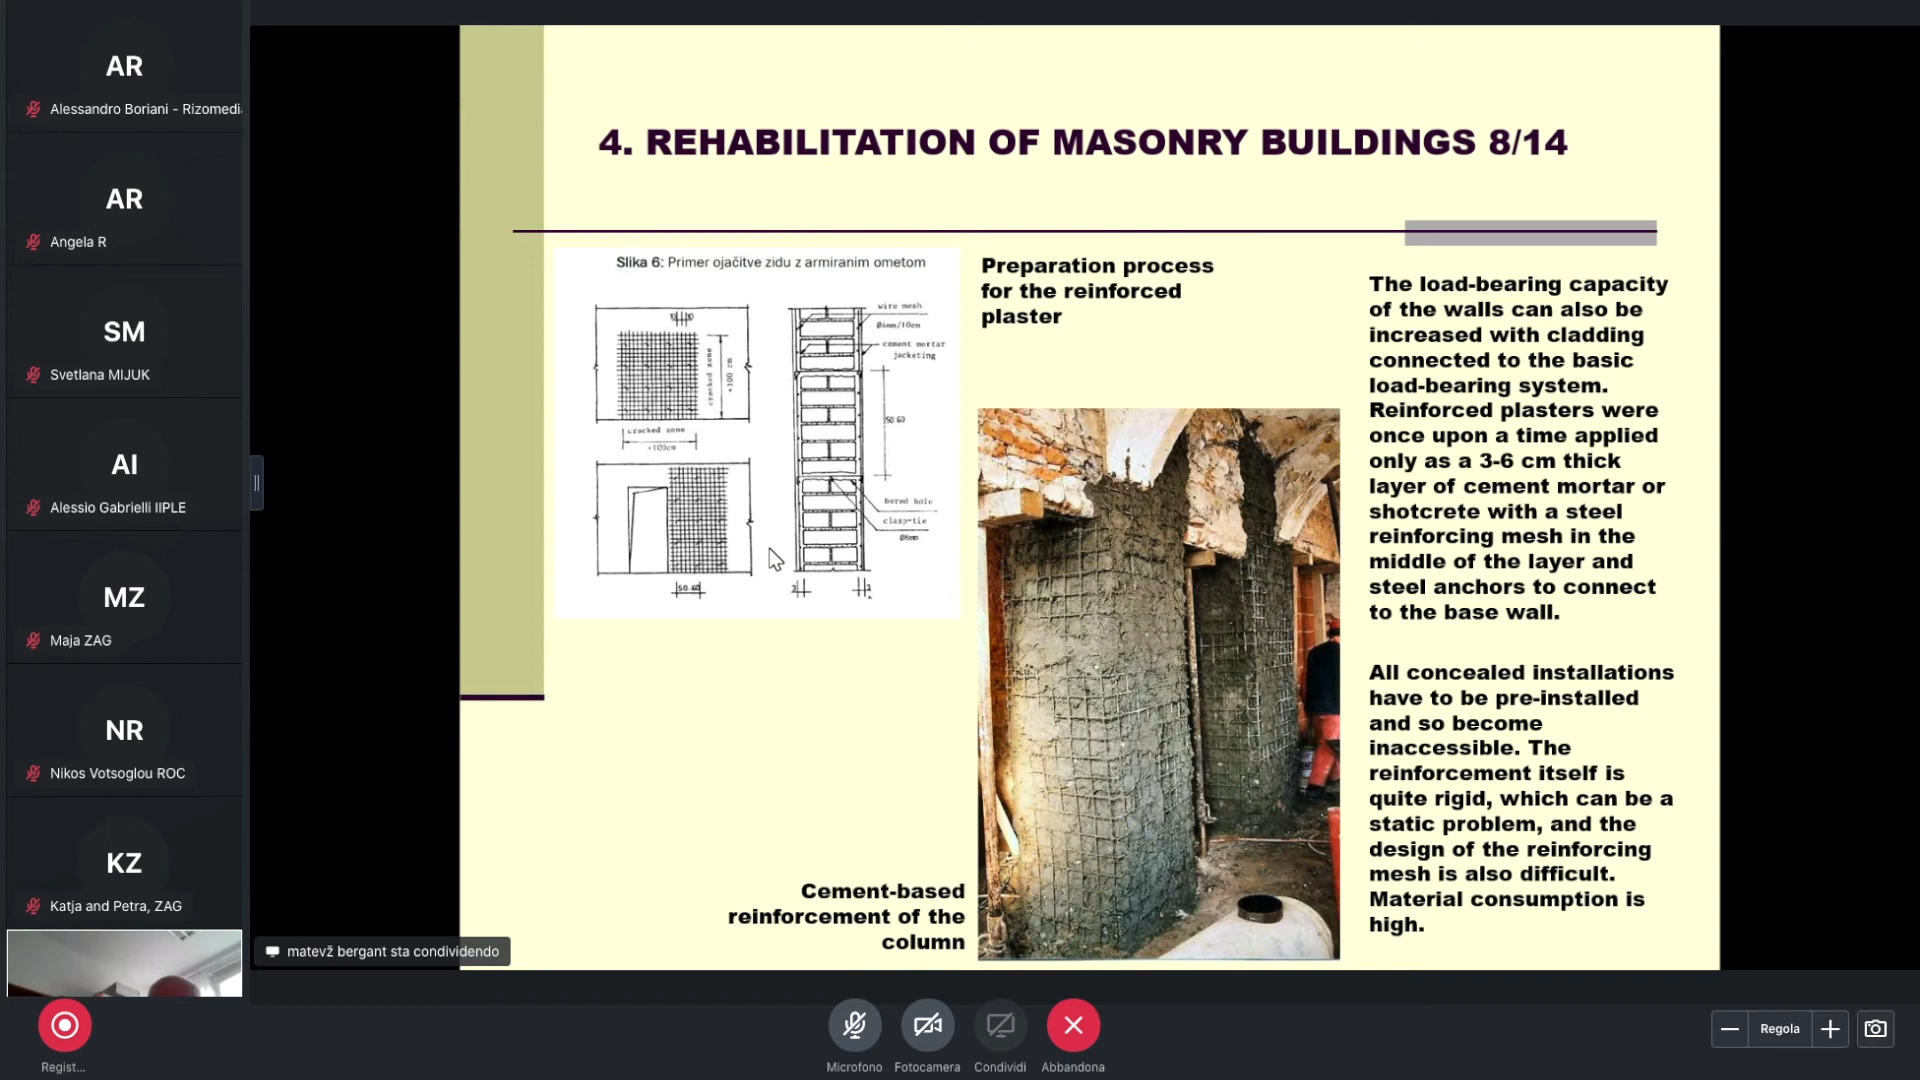 AR
Alessandro Boriani - Rizomedia
AR
Angela R
SM
Svetlana MIJUK
AI
Alessio Gabrielli IIPLE
MZ
Maja ZAG
NR
Nikos Votsoglou ROC
KZ
Katja and Petra, ZAG
matevž bergant sta condividendo
4. REHABILITATION OF MASONRY BUILDINGS 8/14
Slika 6: Primer ojačitve zidu z armiranim ometom
wire mesh
Ø4mm/10cm
cement mortar
jacketing
cracked zone
+100 cm
cracked zone
+100cm
50 60
bored hole
clasp-tie
Ø8mm
50 60
Preparation process
for the reinforced
plaster
Cement-based
reinforcement of the
column
The load-bearing capacity
of the walls can also be
increased with cladding
connected to the basic
load-bearing system.
Reinforced plasters were
once upon a time applied
only as a 3-6 cm thick
layer of cement mortar or
shotcrete with a steel
reinforcing mesh in the
middle of the layer and
steel anchors to connect
to the base wall.
All concealed installations
have to be pre-installed
and so become
inaccessible. The
reinforcement itself is
quite rigid, which can be a
static problem, and the
design of the reinforcing
mesh is also difficult.
Material consumption is
high.
Regist...
Microfono
Fotocamera
Condividi
Abbandona
Regola